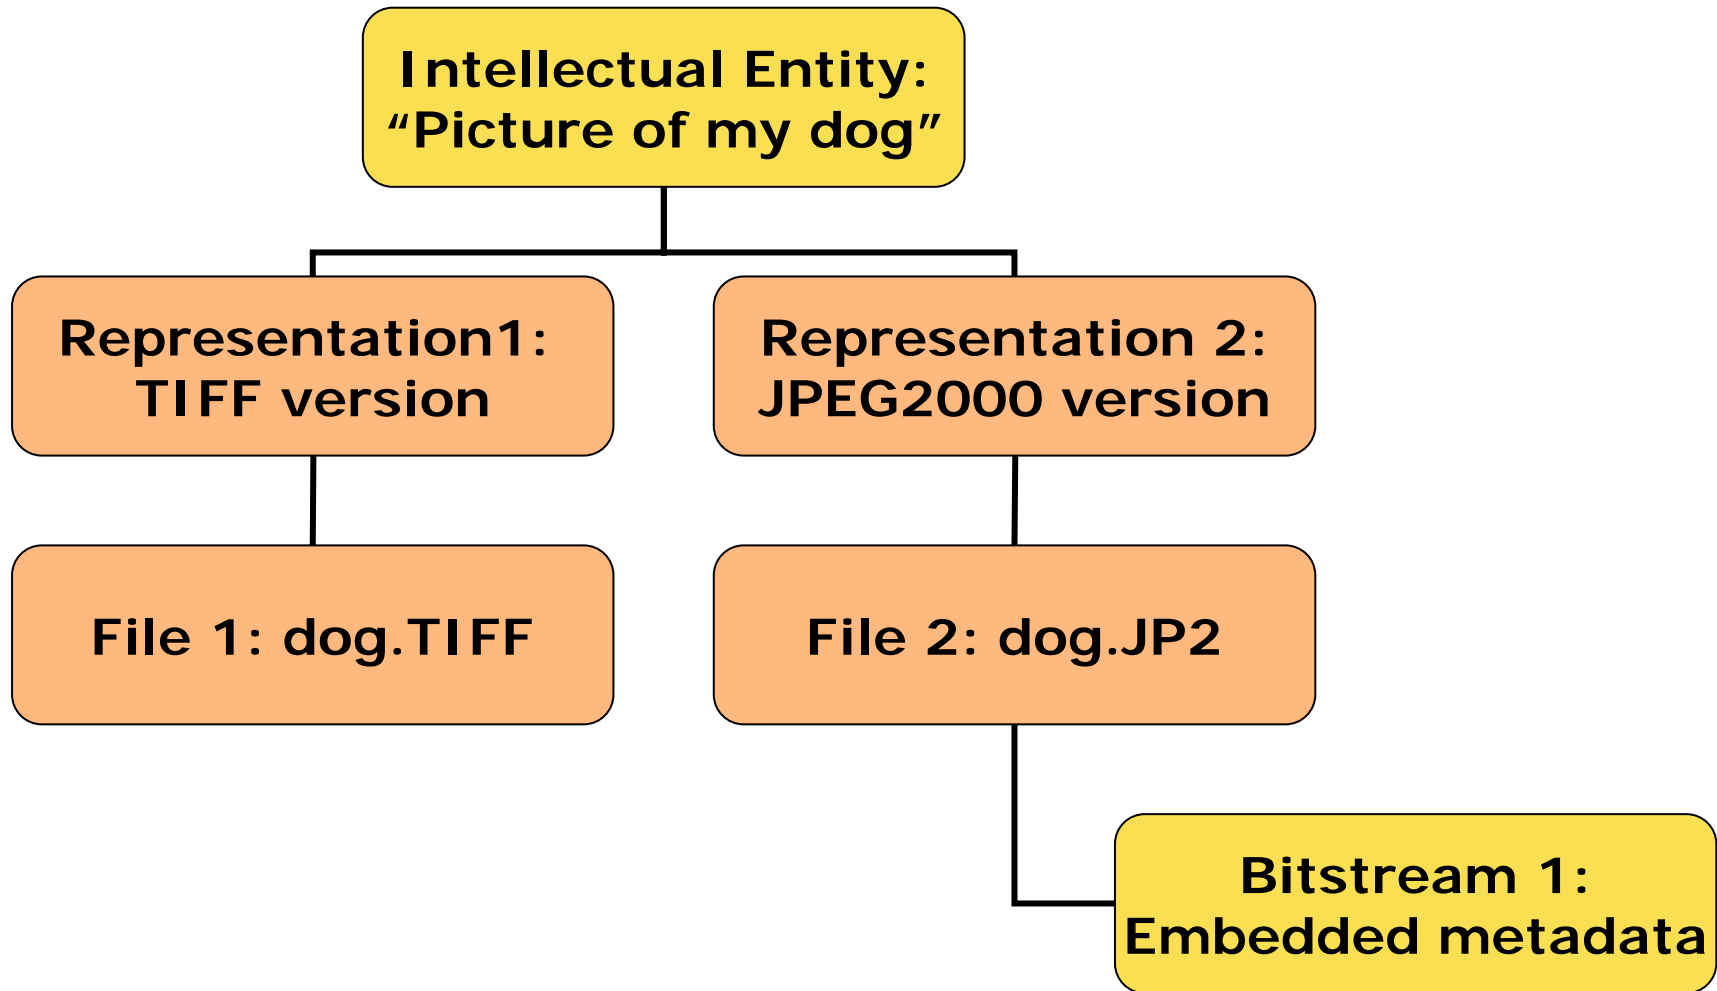 Intellectual Entity:
“Picture of my dog”
Representation1:
TIFF version
Representation 2:
JPEG2000 version
File 1: dog.TIFF
File 2: dog.JP2
Bitstream 1:
Embedded metadata